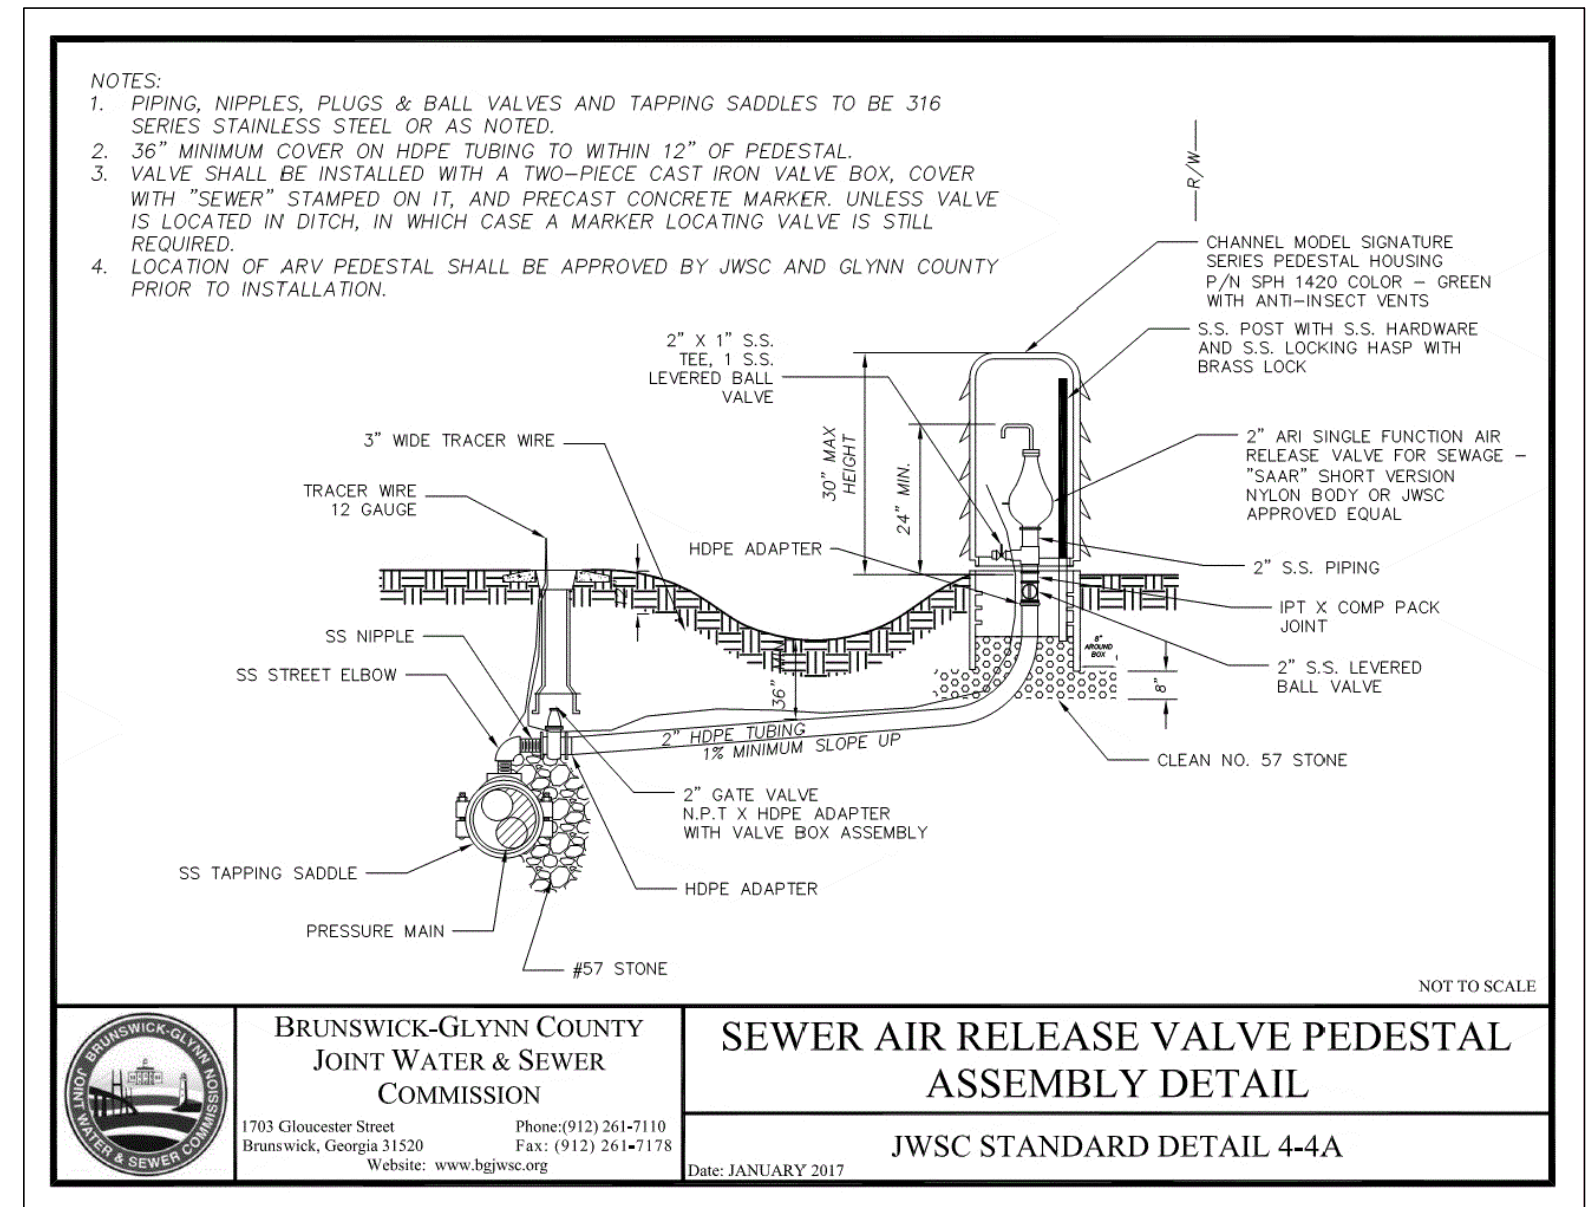 NOTES:
1. PIPING, NIPPLES, PLUGS & BALL VALVES AND TAPPING SADDLES TO BE 316
SERIES STAINLESS STEEL OR AS NOTED.
2. 36" MINIMUM COVER ON HDPE TUBING TO WITHIN 12" OF PEDESTAL.
3. VALVE SHALL BE INSTALLED WITH A TWO-PIECE CAST IRON VALVE BOX, COVER
WITH "SEWER" STAMPED ON IT, AND PRECAST CONCRETE MARKER. UNLESS VALVE
IS LOCATED IN DITCH, IN WHICH CASE A MARKER LOCATING VALVE IS STILL
REQUIRED.
4. LOCATION OF ARV PEDESTAL SHALL BE APPROVED BY JWSC AND GLYNN COUNTY
PRIOR TO INSTALLATION.
R/W
CHANNEL MODEL SIGNATURE
SERIES PEDESTAL HOUSING
P/N SPH 1420 COLOR - GREEN
WITH ANTI-INSECT VENTS
S.S. POST WITH S.S. HARDWARE
AND S.S. LOCKING HASP WITH
BRASS LOCK
2" X 1" S.S.
TEE, 1 S.S.
LEVERED BALL
VALVE
3" WIDE TRACER WIRE
30" MAX
HEIGHT
24" MIN.
2" ARI SINGLE FUNCTION AIR
RELEASE VALVE FOR SEWAGE -
"SAAR" SHORT VERSION
NYLON BODY OR JWSC
APPROVED EQUAL
TRACER WIRE
12 GAUGE
HDPE ADAPTER
2" S.S. PIPING
IPT X COMP PACK
JOINT
SS NIPPLE
SS STREET ELBOW
12"
36" MIN
8"
AROUND
BOX
8"
2" S.S. LEVERED
BALL VALVE
2" HDPE TUBING
1% MINIMUM SLOPE UP
CLEAN NO. 57 STONE
2" GATE VALVE
N.P.T X HDPE ADAPTER
WITH VALVE BOX ASSEMBLY
SS TAPPING SADDLE
HDPE ADAPTER
PRESSURE MAIN
#57 STONE
NOT TO SCALE
BRUNSWICK-GLYNN
JOINT WATER & SEWER COMMISSION
BRUNSWICK-GLYNN COUNTY
JOINT WATER & SEWER
COMMISSION
1703 Gloucester Street Phone:(912) 261-7110
Brunswick, Georgia 31520 Fax: (912) 261-7178
Website: www.bgjwsc.org
SEWER AIR RELEASE VALVE PEDESTAL
ASSEMBLY DETAIL
JWSC STANDARD DETAIL 4-4A
Date: JANUARY 2017